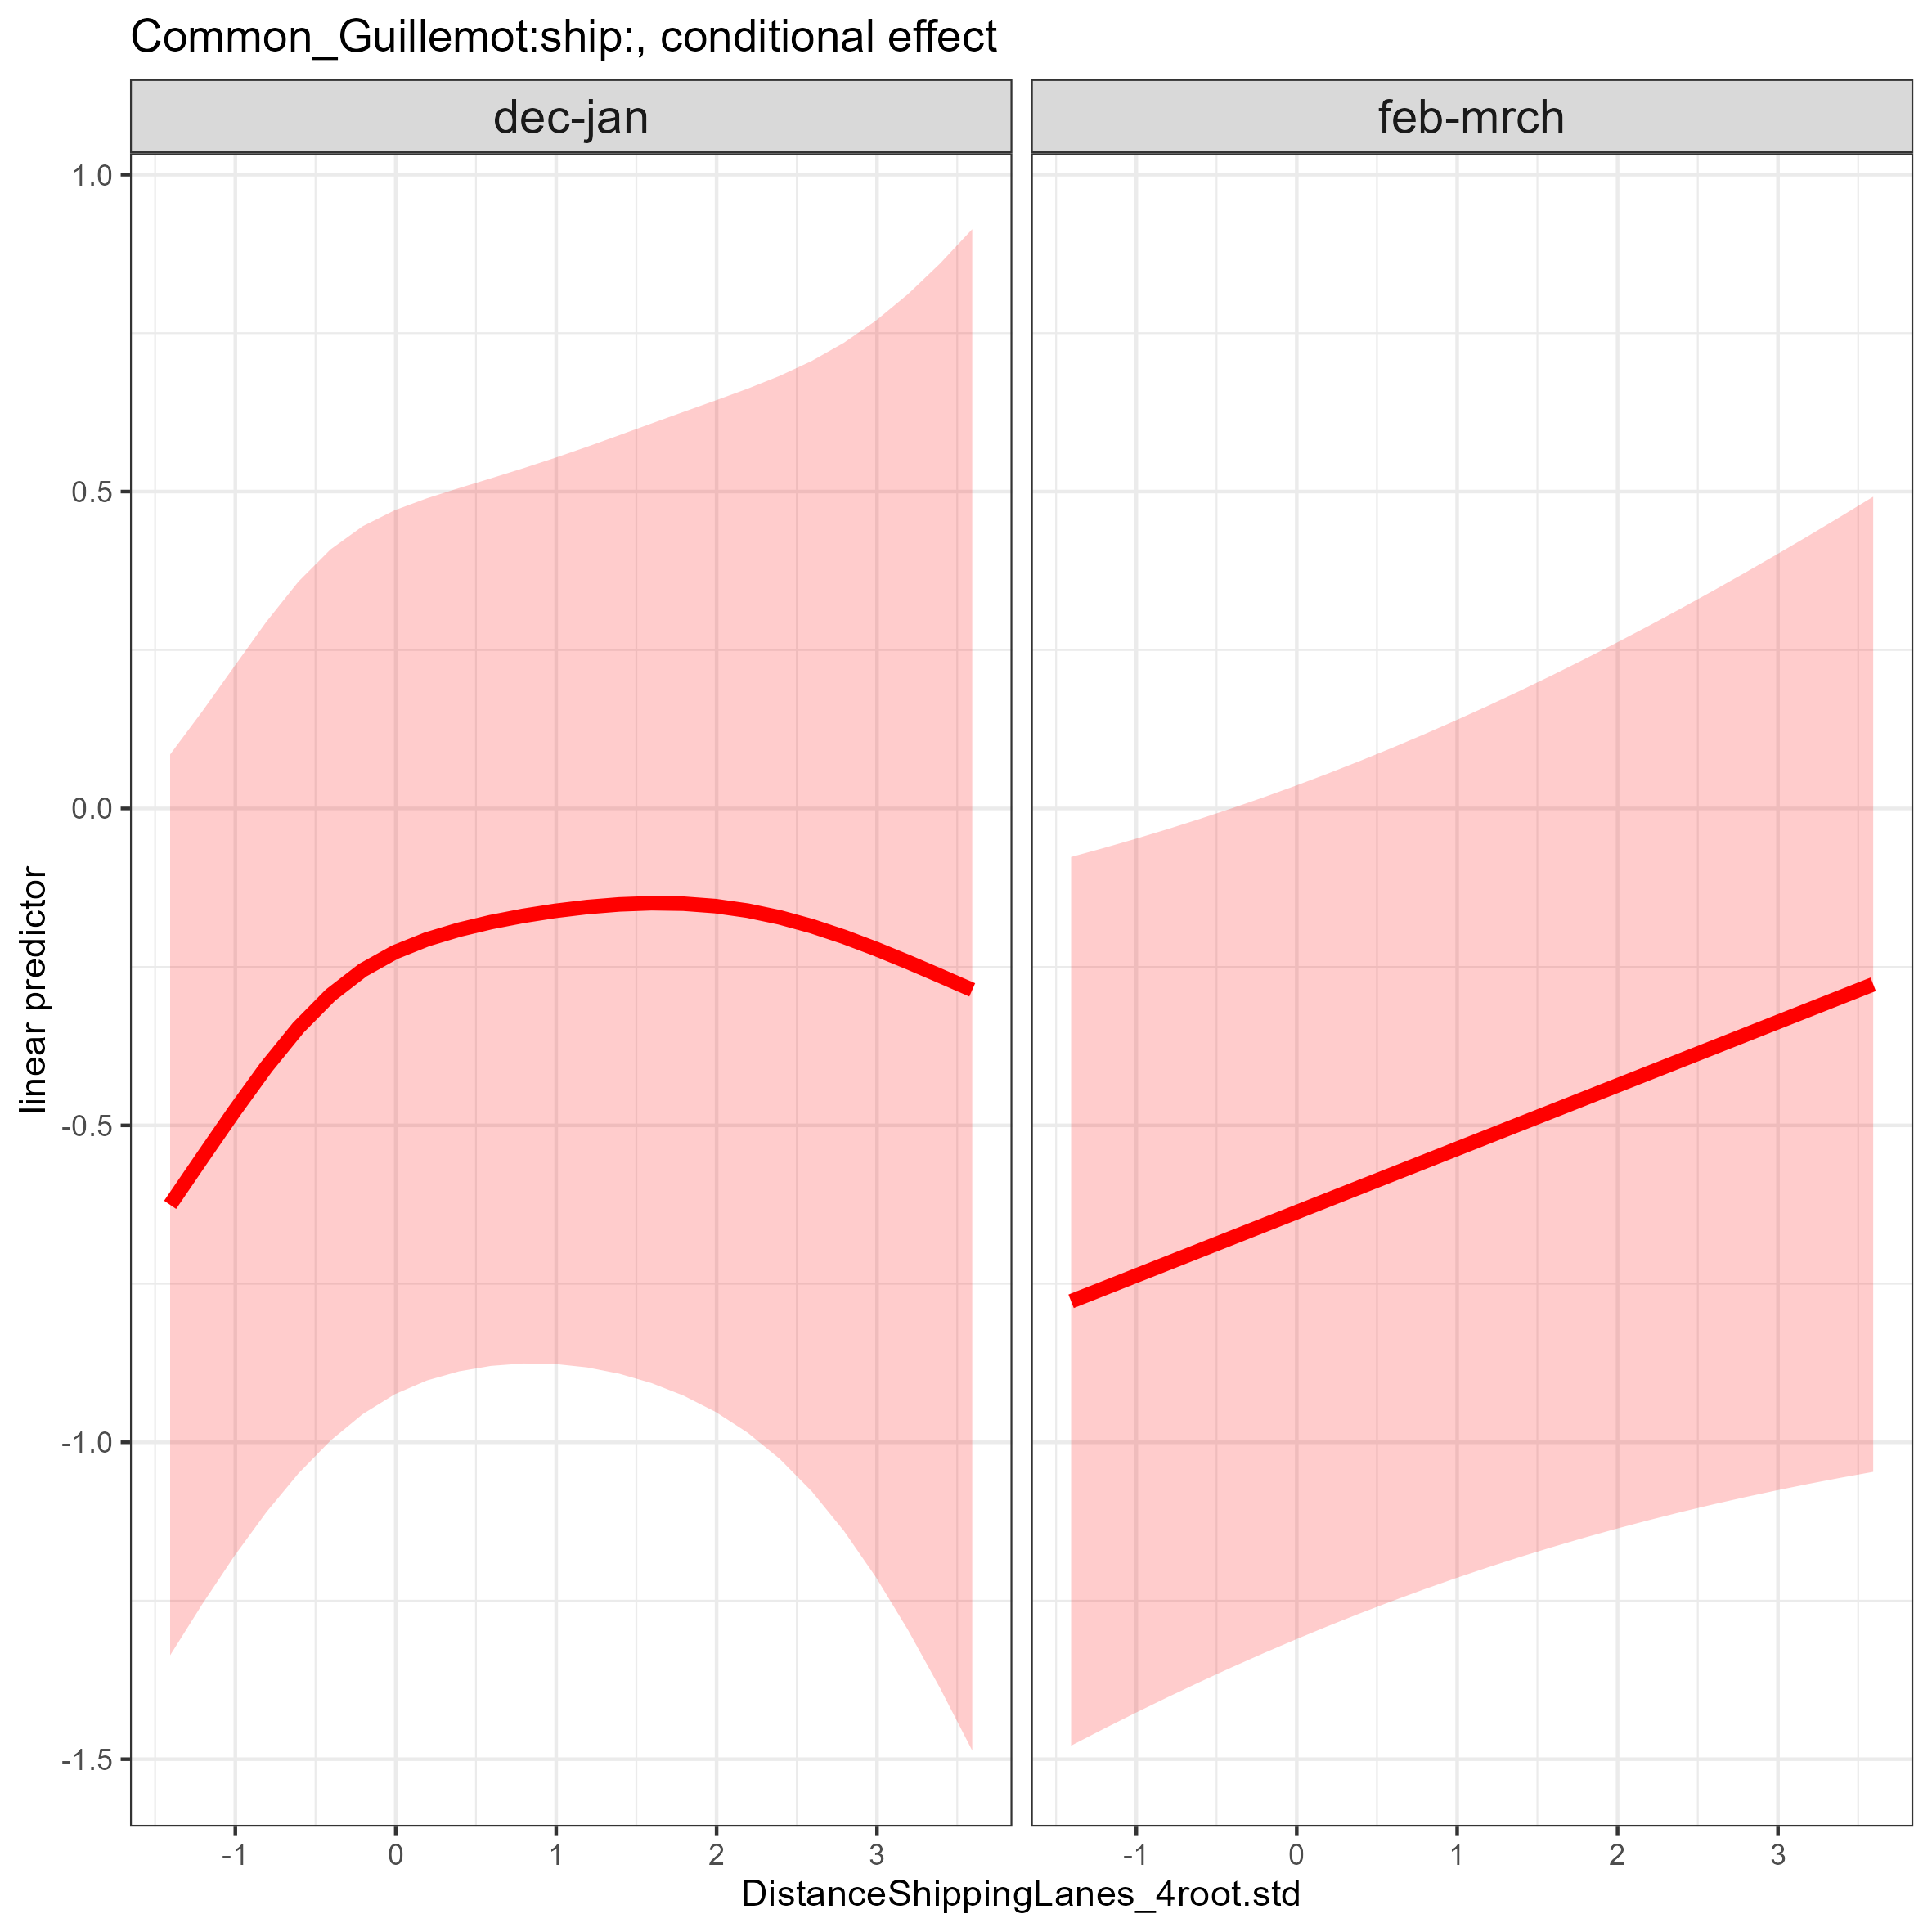 Common_Guillemot:ship:, conditional effect
dec-jan
feb-mrch
1.0
0.5
0.0
-0.5
-1.0
-1.5
linear predictor
-1 0 1 2 3
-1 0 1 2 3
DistanceShippingLanes_4root.std